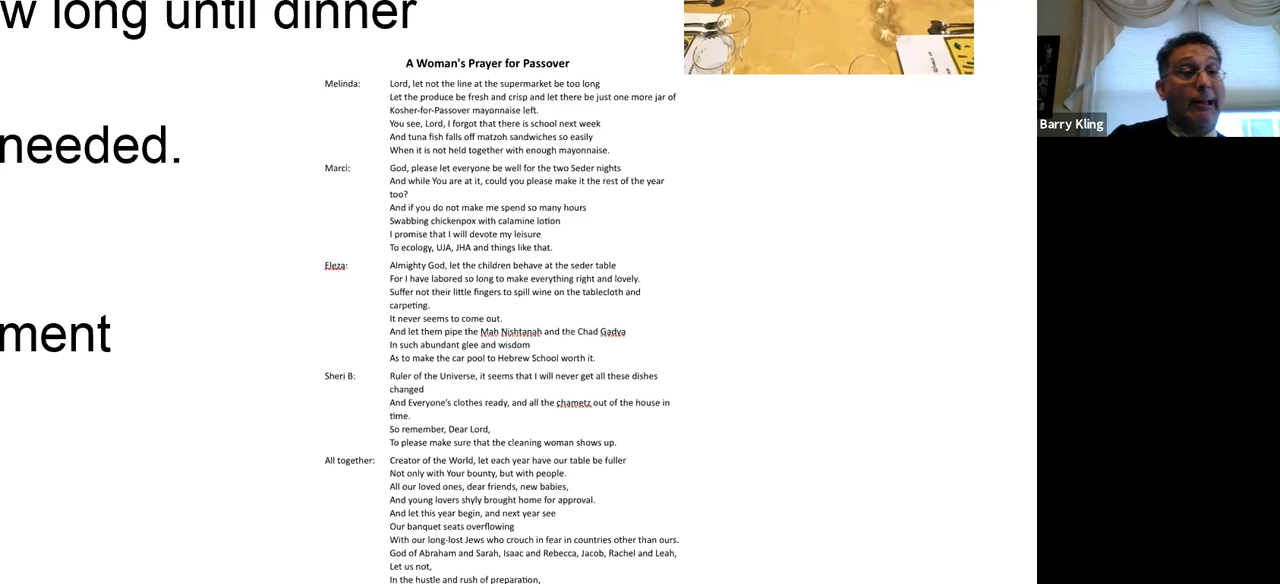 w long until dinner
needed.
ment
A Woman's Prayer for Passover
Melinda: Lord, let not the line at the supermarket be too long
Let the produce be fresh and crisp and let there be just one more jar of
Kosher-for-Passover mayonnaise left.
You see, Lord, I forgot that there is school next week
And tuna fish falls off matzoh sandwiches so easily
When it is not held together with enough mayonnaise.
Marci: God, please let everyone be well for the two Seder nights
And while You are at it, could you please make it the rest of the year
too?
And if you do not make me spend so many hours
Swabbing chickenpox with calamine lotion
I promise that I will devote my leisure
To ecology, UJA, JHA and things like that.
Eleza: Almighty God, let the children behave at the seder table
For I have labored so long to make everything right and lovely.
Suffer not their little fingers to spill wine on the tablecloth and
carpeting.
It never seems to come out.
And let them pipe the Mah Nishtanah and the Chad Gadya
In such abundant glee and wisdom
As to make the car pool to Hebrew School worth it.
Sheri B: Ruler of the Universe, it seems that I will never get all these dishes
changed
And Everyone's clothes ready, and all the chametz out of the house in
time.
So remember, Dear Lord,
To please make sure that the cleaning woman shows up.
All together: Creator of the World, let each year have our table be fuller
Not only with Your bounty, but with people.
All our loved ones, dear friends, new babies,
And young lovers shyly brought home for approval.
And let this year begin, and next year see
Our banquet seats overflowing
With our long-lost Jews who crouch in fear in countries other than ours.
God of Abraham and Sarah, Isaac and Rebecca, Jacob, Rachel and Leah,
Let us not,
In the hustle and rush of preparation,
Barry Kling